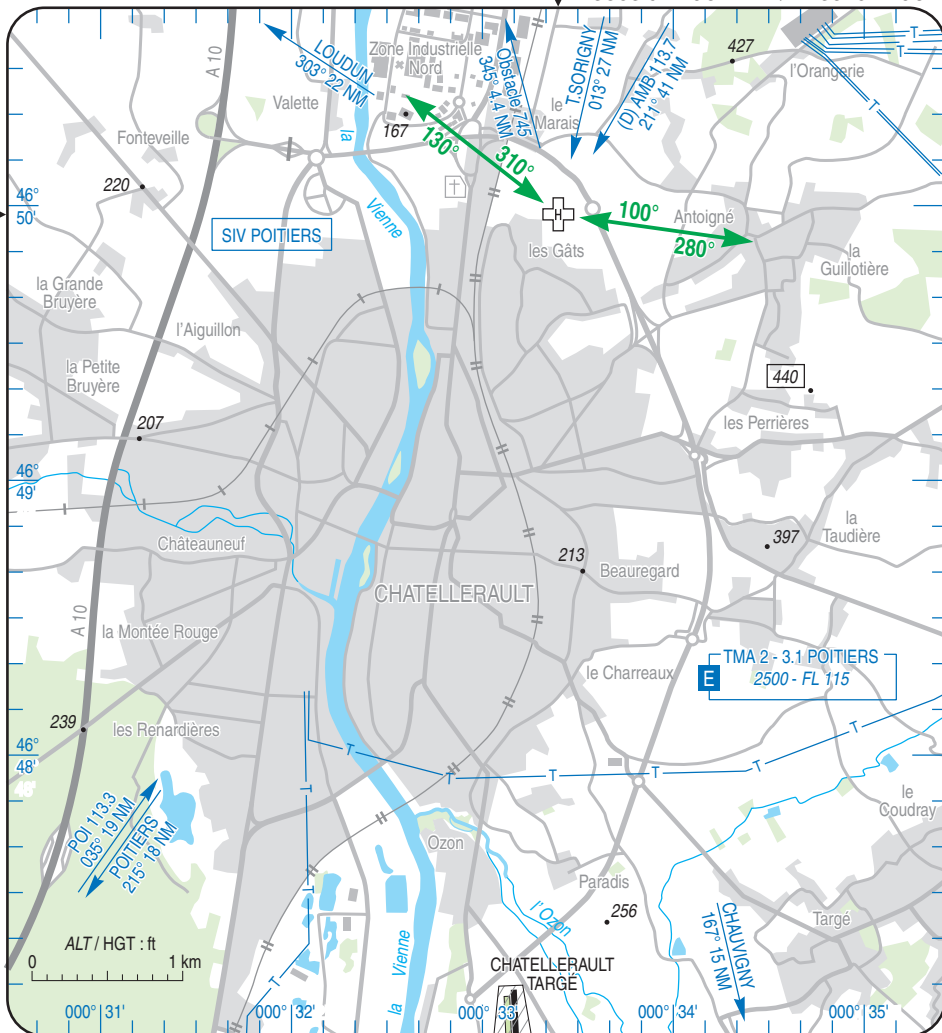 A 10
LOUDUN
303° 22 NM
Zone Industrielle
Nord
Obstacle 745
345° 4.4 NM
T.SORIGNY
013° 27 NM
(D) AMB 113.7
211° 41 NM
427
l'Orangerie
T
T
T
T
T
Valette
la
le
Marais
Fonteveille
167
130°
310°
220
46°
50'
Vienne
H
100°
280°
Antoigné
SIV POITIERS
les Gâts
la
Guillotière
la Grande
Bruyère
l'Aiguillon
la Petite
Bruyère
440
207
les Perrières
46°
49'
Châteauneuf
213
397
la
Taudière
Beauregard
CHATELLERAULT
A 10
la Montée Rouge
le Charreaux
E
TMA 2 - 3.1 POITIERS
2500 - FL 115
239
les Renardières
46°
48'
T
T
T
T
T
T
T
POI 113.3
035° 19 NM
POITIERS
215° 18 NM
le
Coudray
Ozon
T
Paradis
256
l'Ozon
Targé
CHAUVIGNY
167° 15 NM
ALT / HGT : ft
0
1 km
la Vienne
T
CHATELLERAULT
TARGÉ
000° 31'
000° 32'
000° 33'
000° 34'
000° 35'